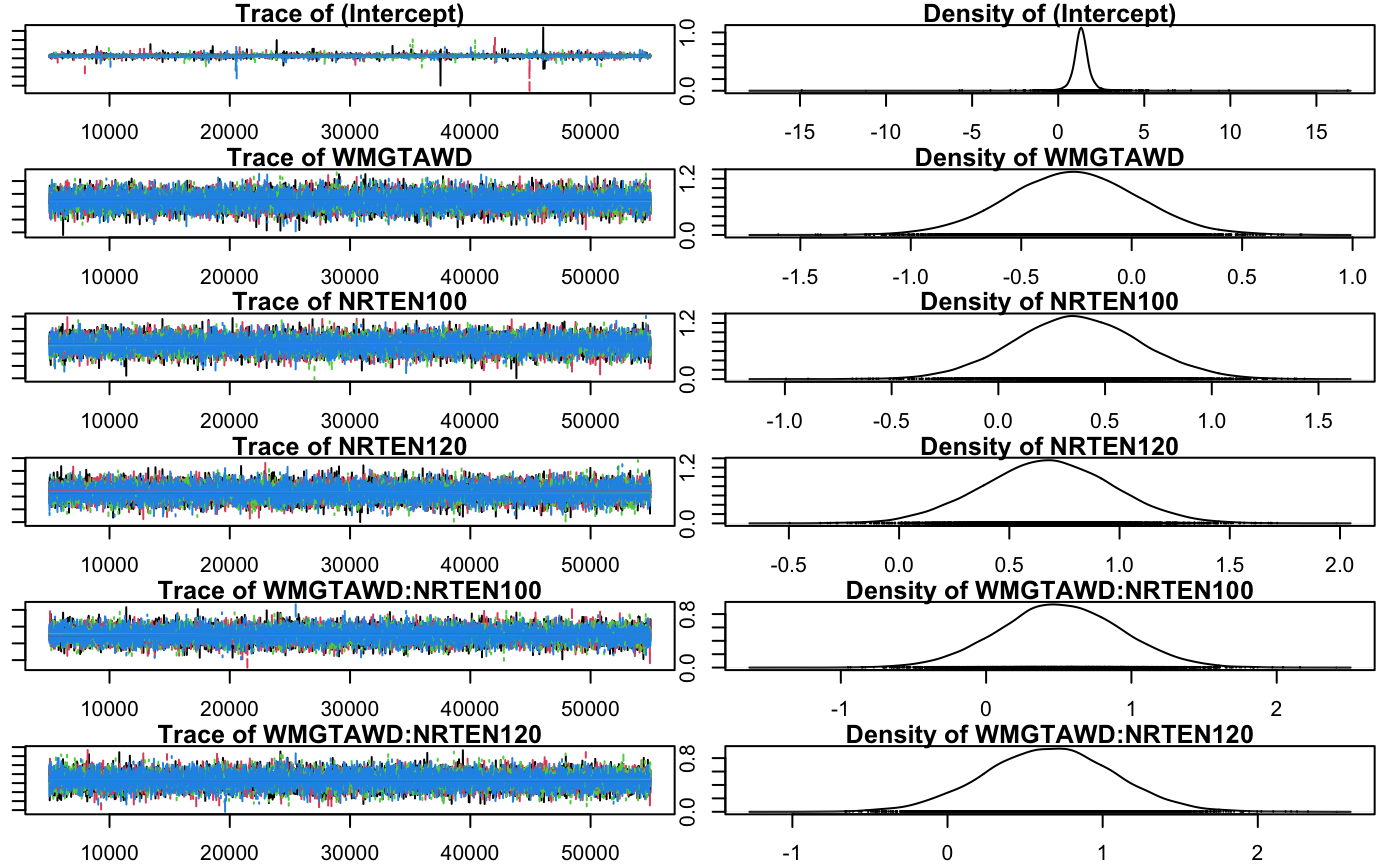 Trace of (Intercept) Density of (Intercept)
0.0 1.0
10000 20000 30000 40000 50000 -15 -10 -5 0 5 10 15
Trace of WMGTAWD Density of WMGTAWD
0.0 1.2
10000 20000 30000 40000 50000 -1.5 -1.0 -0.5 0.0 0.5 1.0
Trace of NRTEN100 Density of NRTEN100
0.0 1.2
10000 20000 30000 40000 50000 -1.0 -0.5 0.0 0.5 1.0 1.5
Trace of NRTEN120 Density of NRTEN120
0.0 1.2
10000 20000 30000 40000 50000 -0.5 0.0 0.5 1.0 1.5 2.0
Trace of WMGTAWD:NRTEN100 Density of WMGTAWD:NRTEN100
0.0 0.8
10000 20000 30000 40000 50000 -1 0 1 2
Trace of WMGTAWD:NRTEN120 Density of WMGTAWD:NRTEN120
0.0 0.8
10000 20000 30000 40000 50000 -1 0 1 2